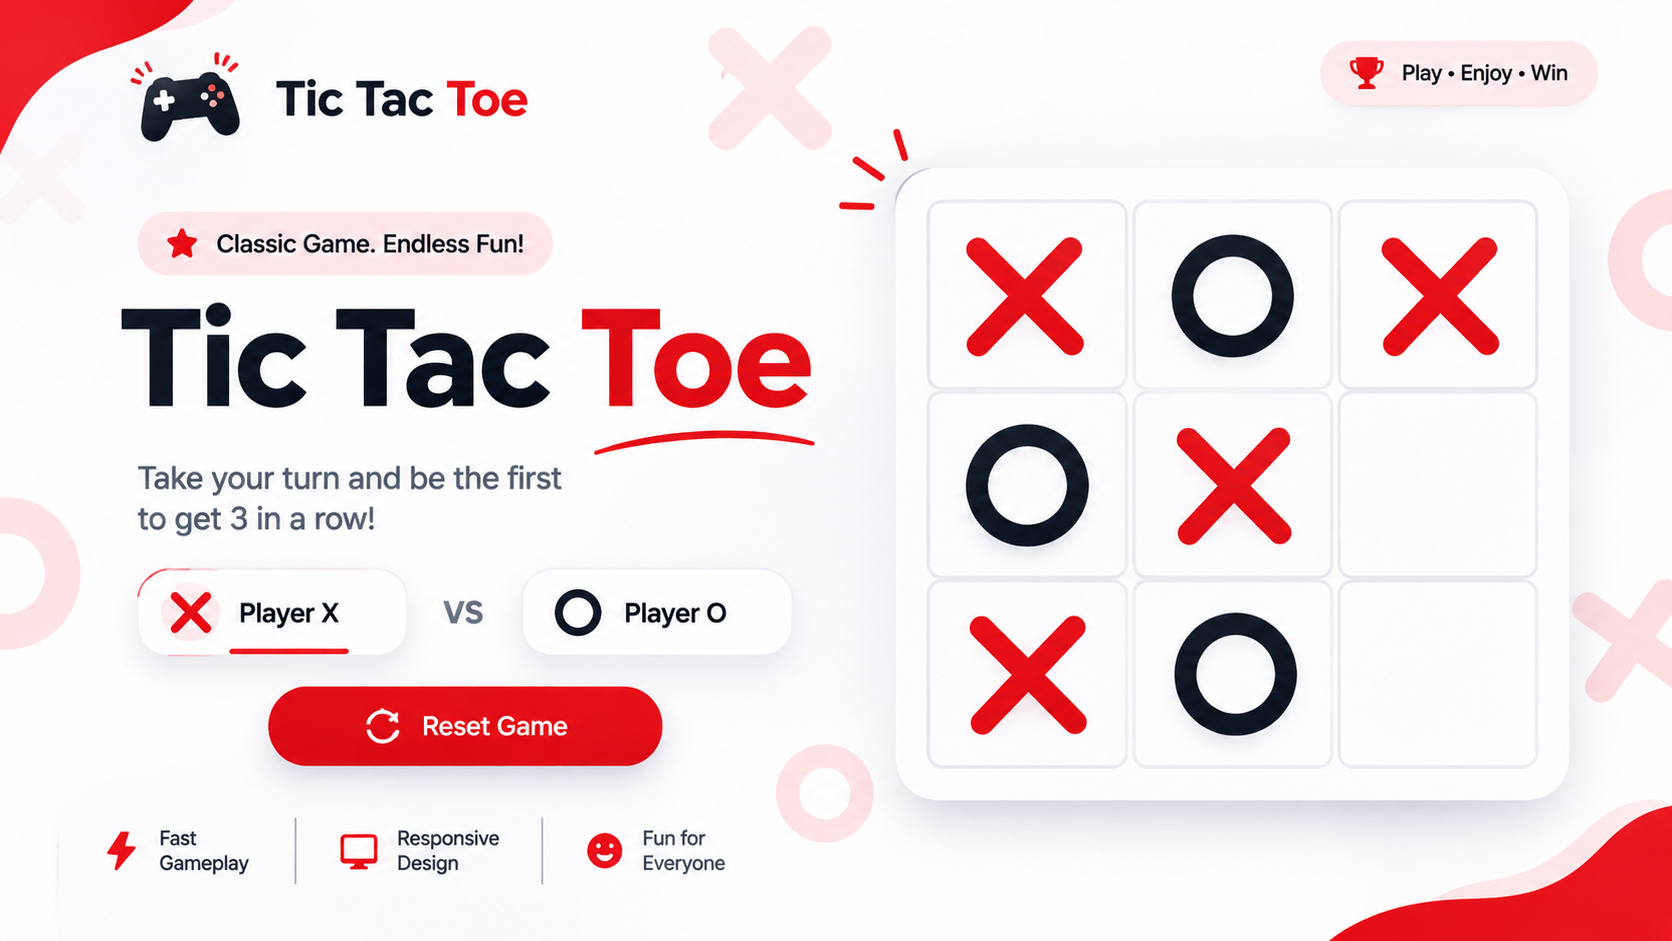 Tic Tac Toe
Play • Enjoy • Win
Classic Game. Endless Fun!
Tic Tac Toe
Take your turn and be the first
to get 3 in a row!
Player X
VS
Player O
Reset Game
Fast
Gameplay
Responsive
Design
Fun for
Everyone
X O X
O X
X O